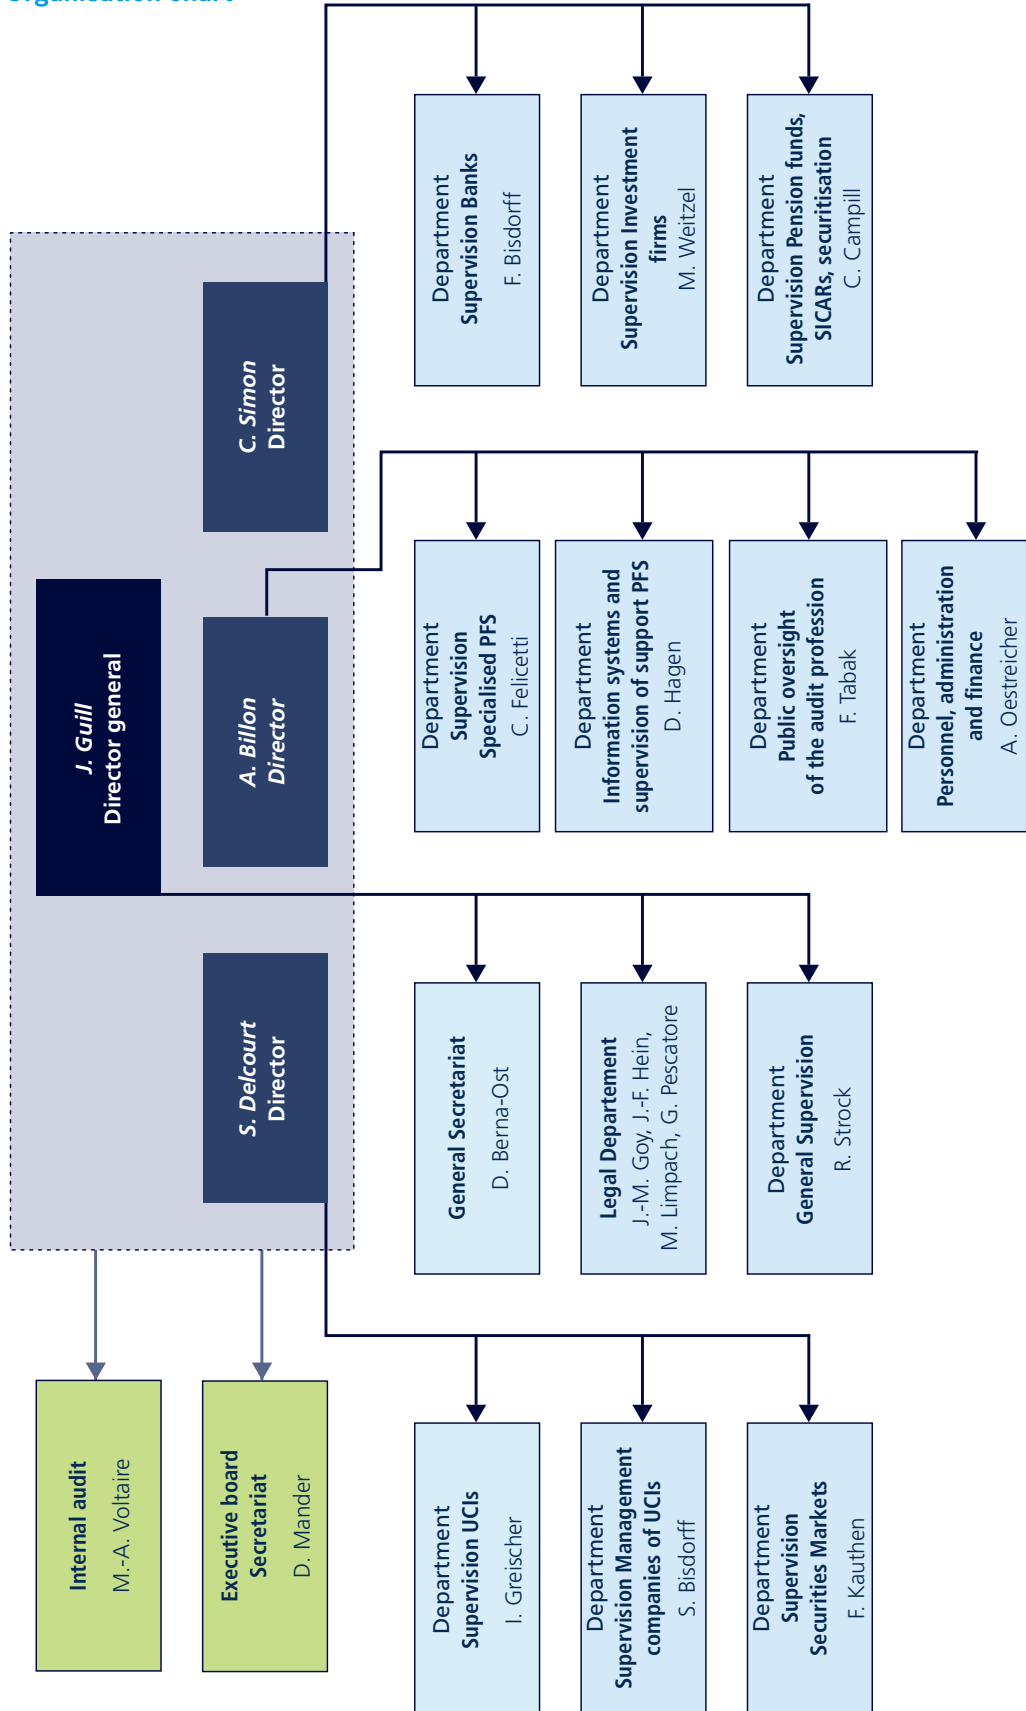 Organisation chart
J. Guill
Director general
S. Delcourt
Director
A. Billon
Director
C. Simon
Director
Internal audit
M.-A. Voltaire
Executive board
Secretariat
D. Mander
Department
Supervision UCIs
I. Greischer
Department
Supervision Management
companies of UCIs
S. Bisdorff
Department
Supervision
Securities Markets
F. Kauthen
General Secretariat
D. Berna-Ost
Legal Departement
J.-M. Goy, J.-F. Hein,
M. Limpach, G. Pescatore
Department
General Supervision
R. Strock
Department
Supervision
Specialised PFS
C. Felicetti
Department
Information systems and
supervision of support PFS
D. Hagen
Department
Public oversight
of the audit profession
F. Tabak
Department
Personnel, administration
and finance
A. Oestreicher
Department
Supervision Banks
F. Bisdorff
Department
Supervision Investment
firms
M. Weitzel
Department
Supervision Pension funds,
SICARs, securitisation
C. Campill